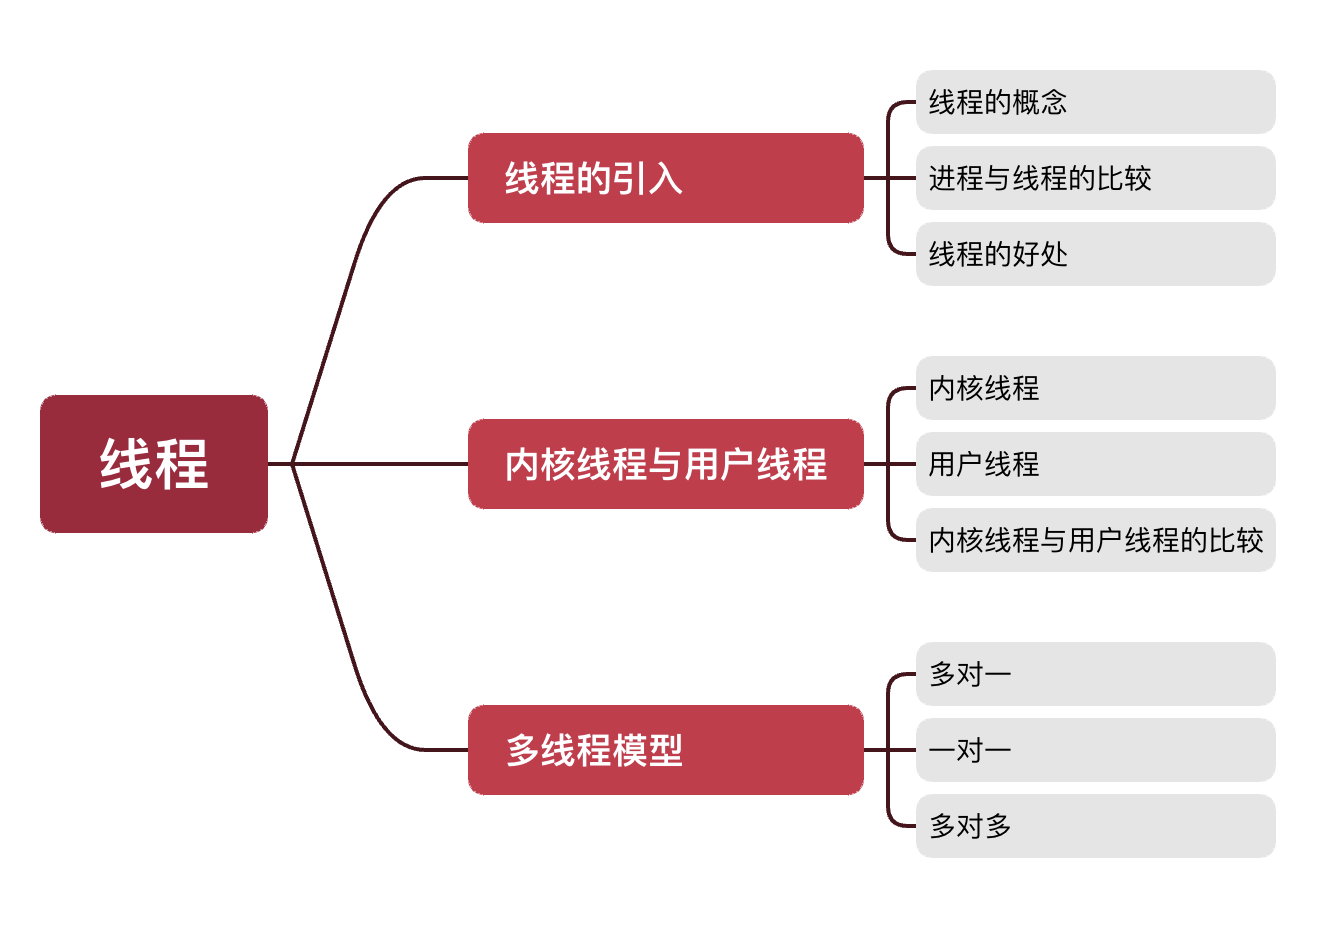 线程
线程的引入
线程的概念
进程与线程的比较
线程的好处
内核线程与用户线程
内核线程
用户线程
内核线程与用户线程的比较
多线程模型
多对一
一对一
多对多